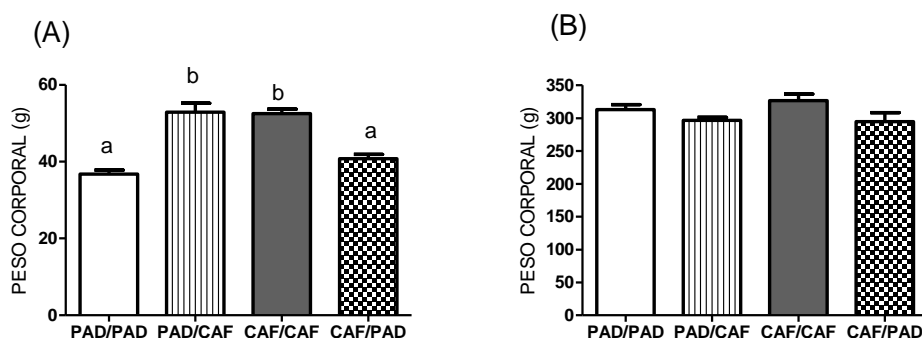 (A)
PESO CORPORAL (g)
60
40
20
0
a
b
b
a
PAD/PAD PAD/CAF CAF/CAF CAF/PAD
(B)
PESO CORPORAL (g)
350
300
250
200
150
100
50
0
PAD/PAD PAD/CAF CAF/CAF CAF/PAD